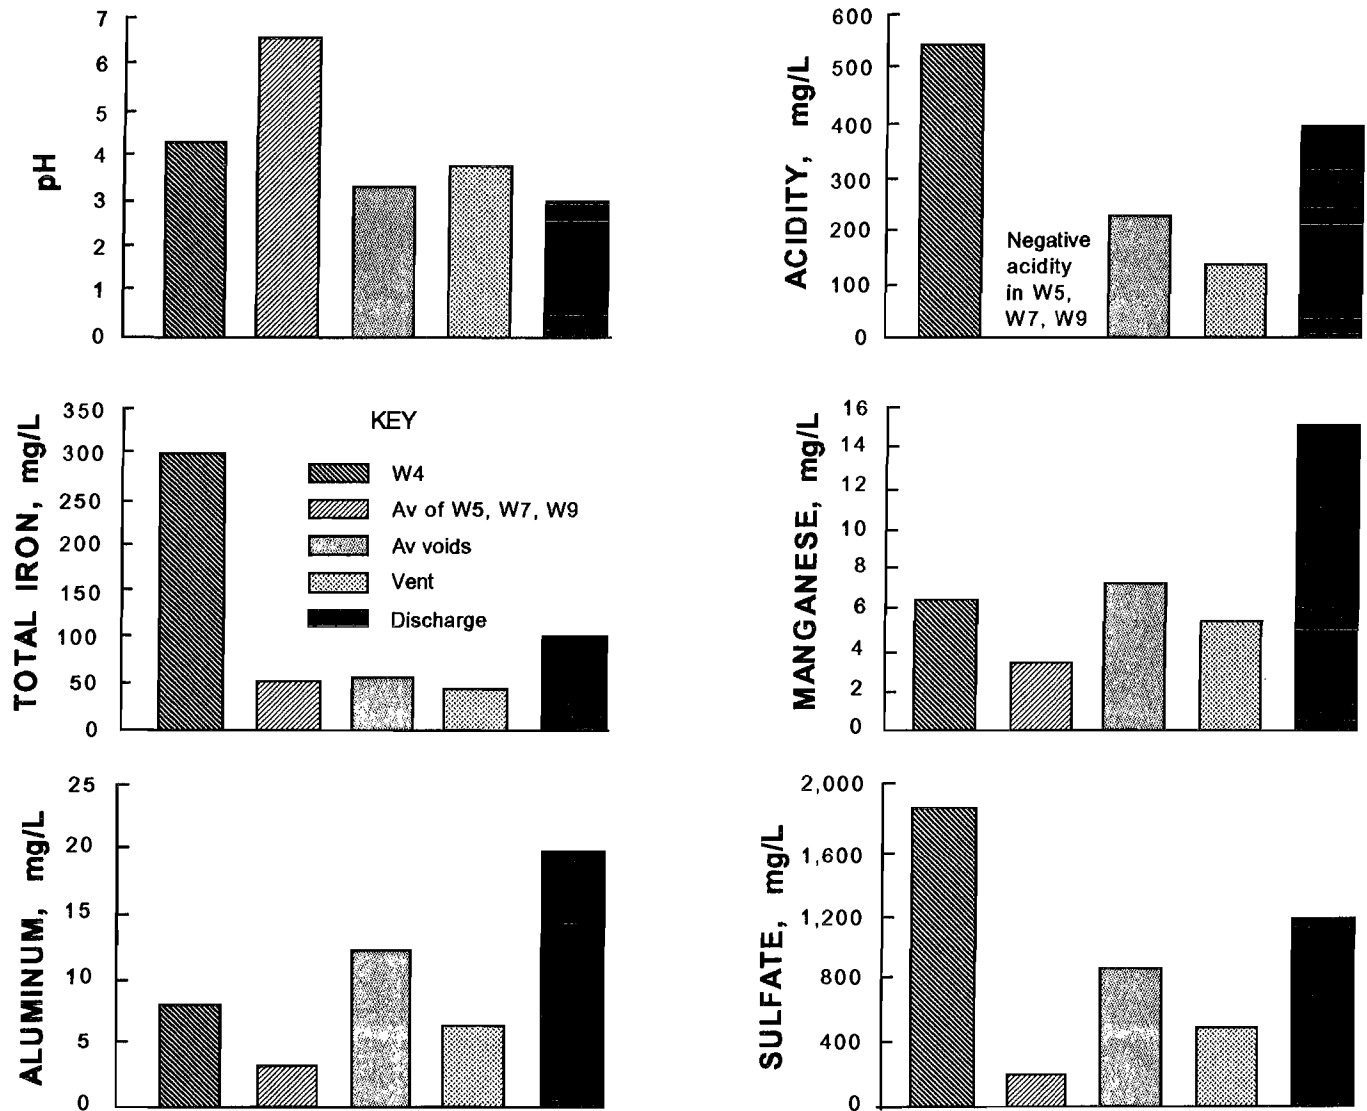 pH
7
6
5
4
3
2
1
0
ACIDITY, mg/L
600
500
400
300
200
100
0
Negative
acidity
in W5,
W7, W9
TOTAL IRON, mg/L
350
300
250
200
150
100
50
0
KEY
W4
Av of W5, W7, W9
Av voids
Vent
Discharge
MANGANESE, mg/L
16
14
12
10
8
6
4
2
0
ALUMINUM, mg/L
25
20
15
10
5
0
SULFATE, mg/L
2,000
1,600
1,200
800
400
0